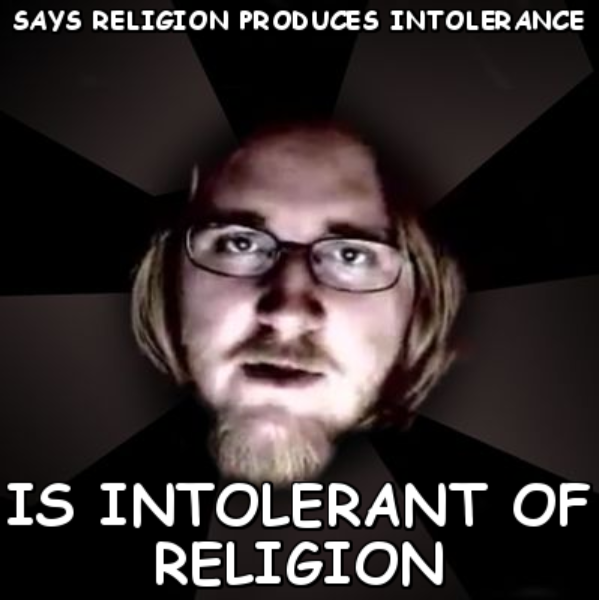 SAYS RELIGION PRODUCES INTOLERANCE
IS INTOLERANT OF
RELIGION